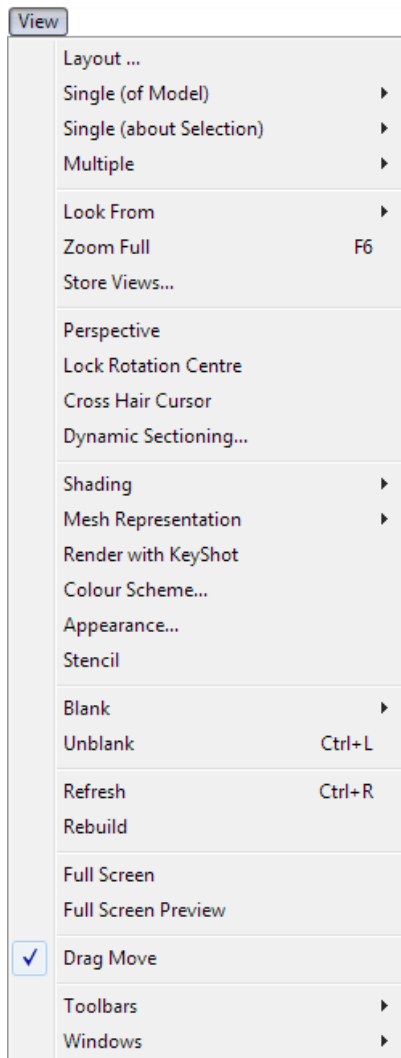 View
Layout ...
Single (of Model)
Single (about Selection)
Multiple
Look From
Zoom Full F6
Store Views...
Perspective
Lock Rotation Centre
Cross Hair Cursor
Dynamic Sectioning...
Shading
Mesh Representation
Render with KeyShot
Colour Scheme...
Appearance...
Stencil
Blank
Unblank Ctrl+L
Refresh Ctrl+R
Rebuild
Full Screen
Full Screen Preview
Drag Move
Toolbars
Windows